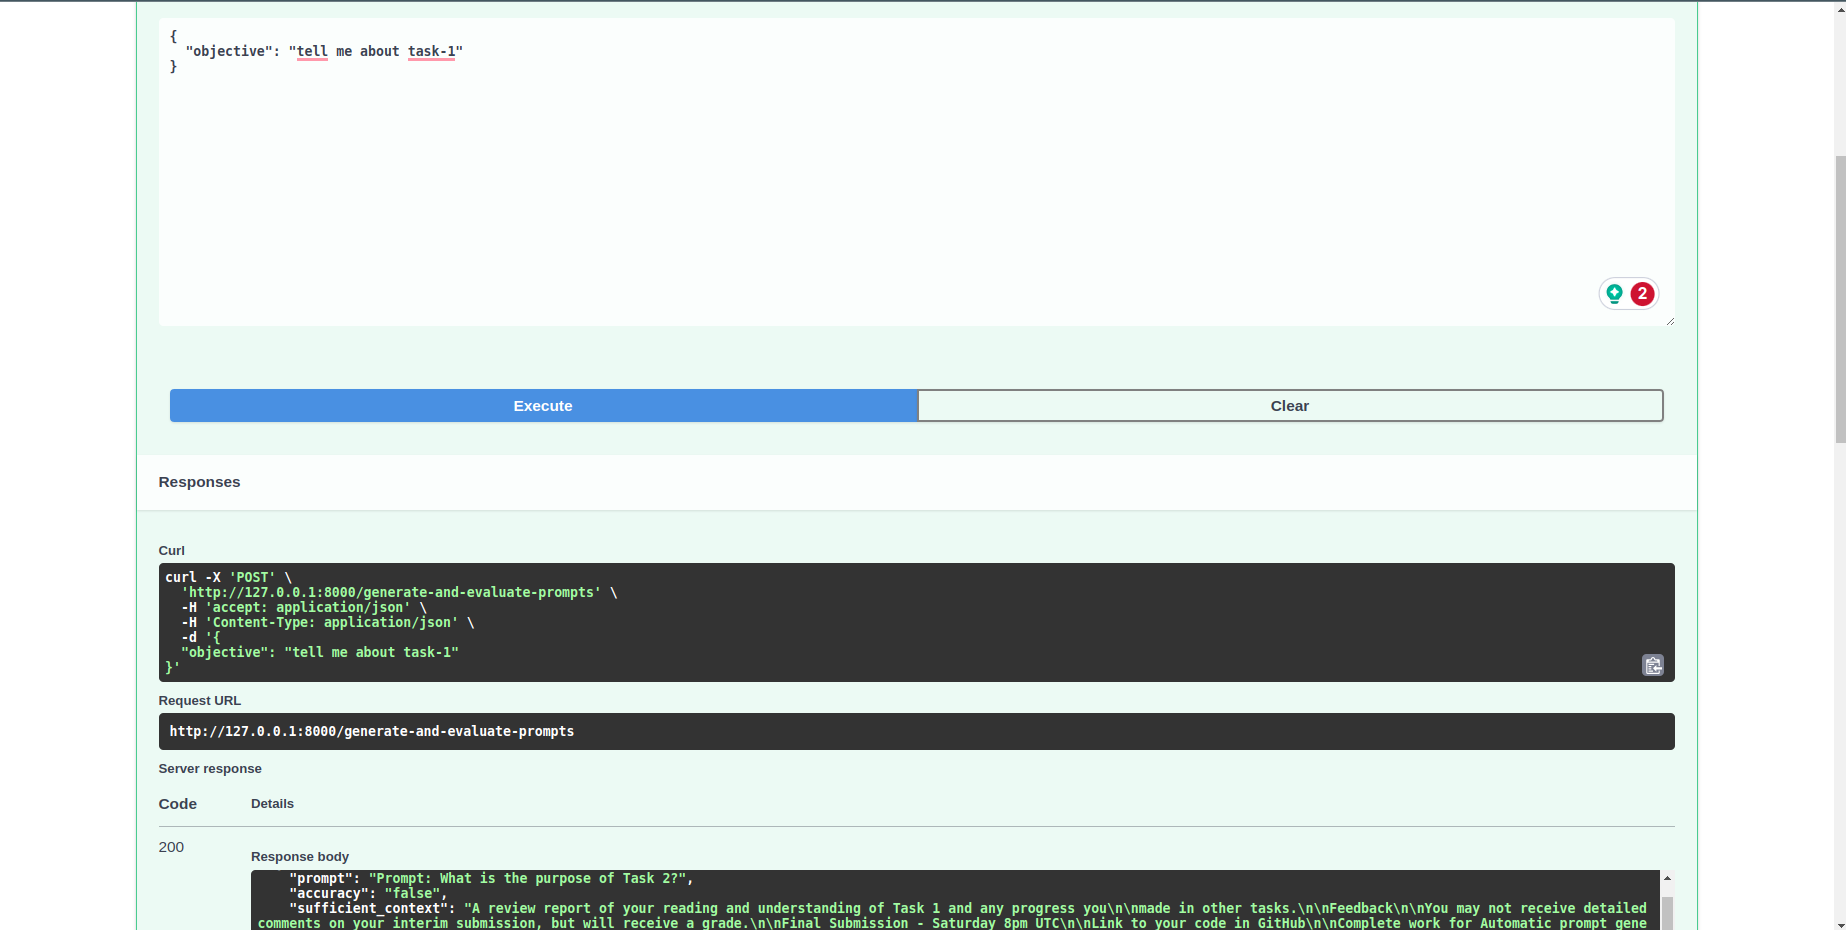 {
  "objective": "tell me about task-1"
}
2
Execute
Clear
Responses
Curl
curl -X 'POST' \
  'http://127.0.0.1:8000/generate-and-evaluate-prompts' \
  -H 'accept: application/json' \
  -H 'Content-Type: application/json' \
  -d '{
  "objective": "tell me about task-1"
}'
Request URL
http://127.0.0.1:8000/generate-and-evaluate-prompts
Server response
Code Details
200
Response body
"prompt": "Prompt: What is the purpose of Task 2?",
"accuracy": "false",
"sufficient_context": "A review report of your reading and understanding of Task 1 and any progress you\n\nmade in other tasks.\n\nFeedback\n\nYou may not receive detailed
comments on your interim submission, but will receive a grade.\n\nFinal Submission - Saturday 8pm UTC\n\nLink to your code in GitHub\n\nComplete work for Automatic prompt gene